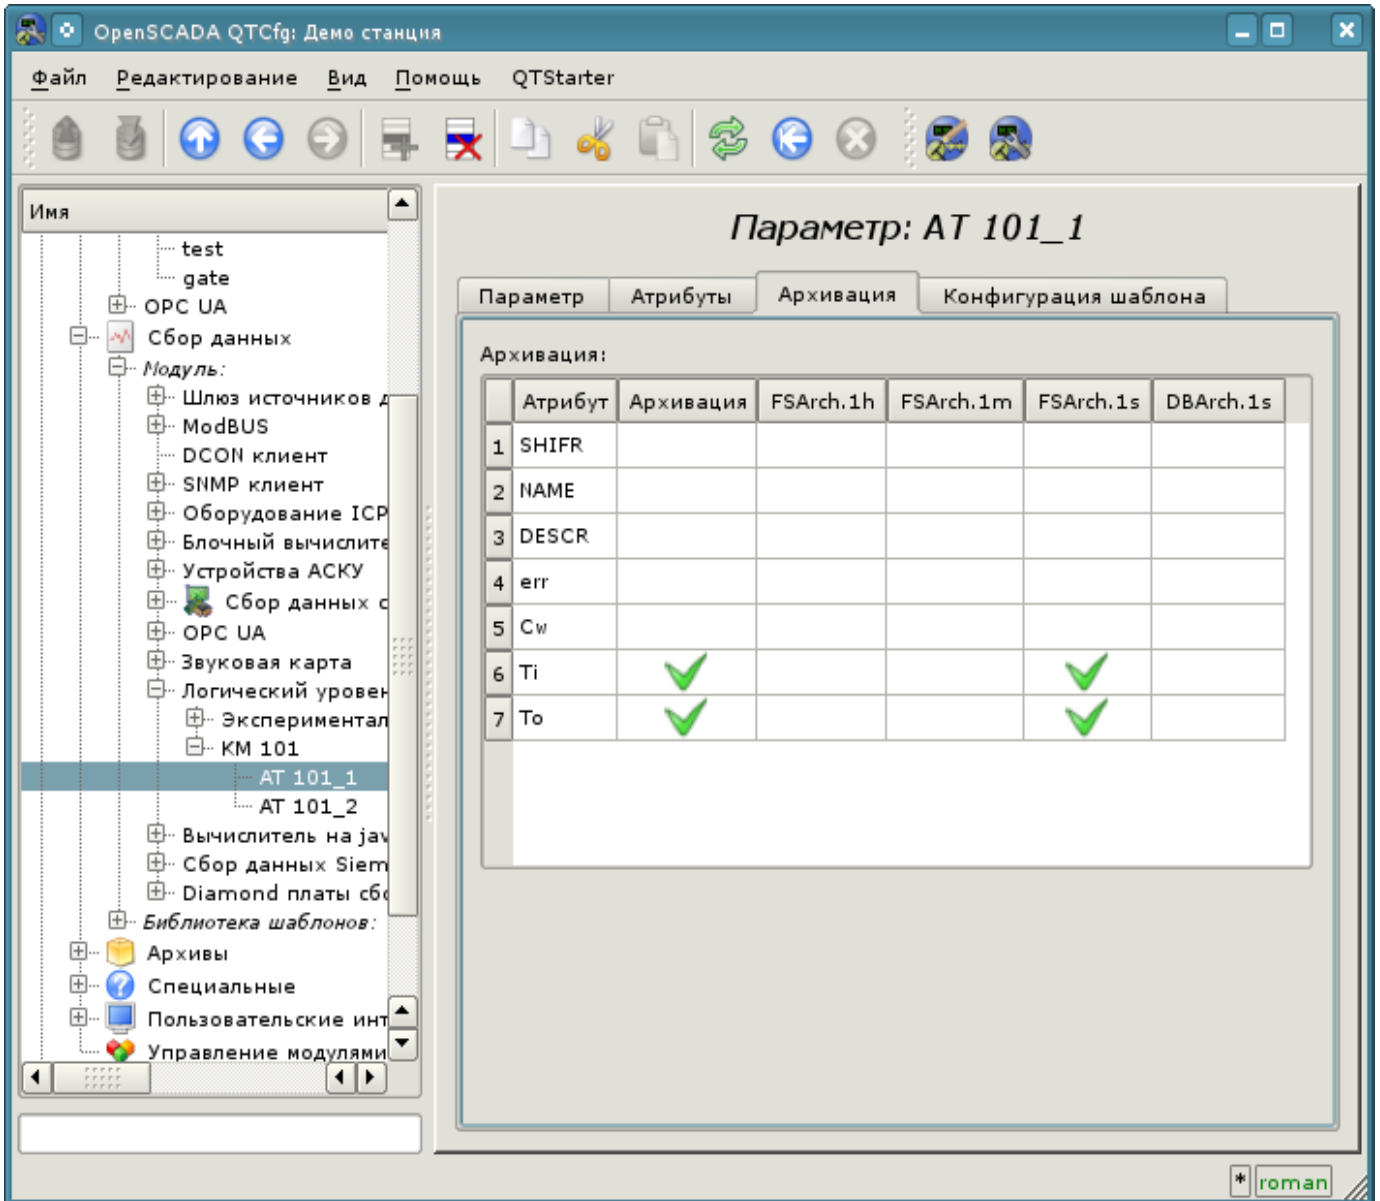 OpenSCADA QTCfg: Демо станция
Файл Редактирование Вид Помощь QTStarter
Имя
test
gate
OPC UA
Сбор данных
Модуль:
Шлюз источников д
ModBUS
DCON клиент
SNMP клиент
Оборудование ICP
Блочный вычислите
Устройства АСКУ
Сбор данных с
OPC UA
Звуковая карта
Логический уровен
Экспериментал
КМ 101
АТ 101_1
АТ 101_2
Вычислитель на jav
Сбор данных Siem
Diamond платы сбо
Библиотека шаблонов:
Архивы
Специальные
Пользовательские инт
Управление модулями
Параметр: АТ 101_1
Параметр Атрибуты Архивация Конфигурация шаблона
Архивация:
Атрибут Архивация FSArch.1h FSArch.1m FSArch.1s DBArch.1s
1 SHIFR
2 NAME
3 DESCR
4 err
5 Cw
6 Ti
7 To
* roman